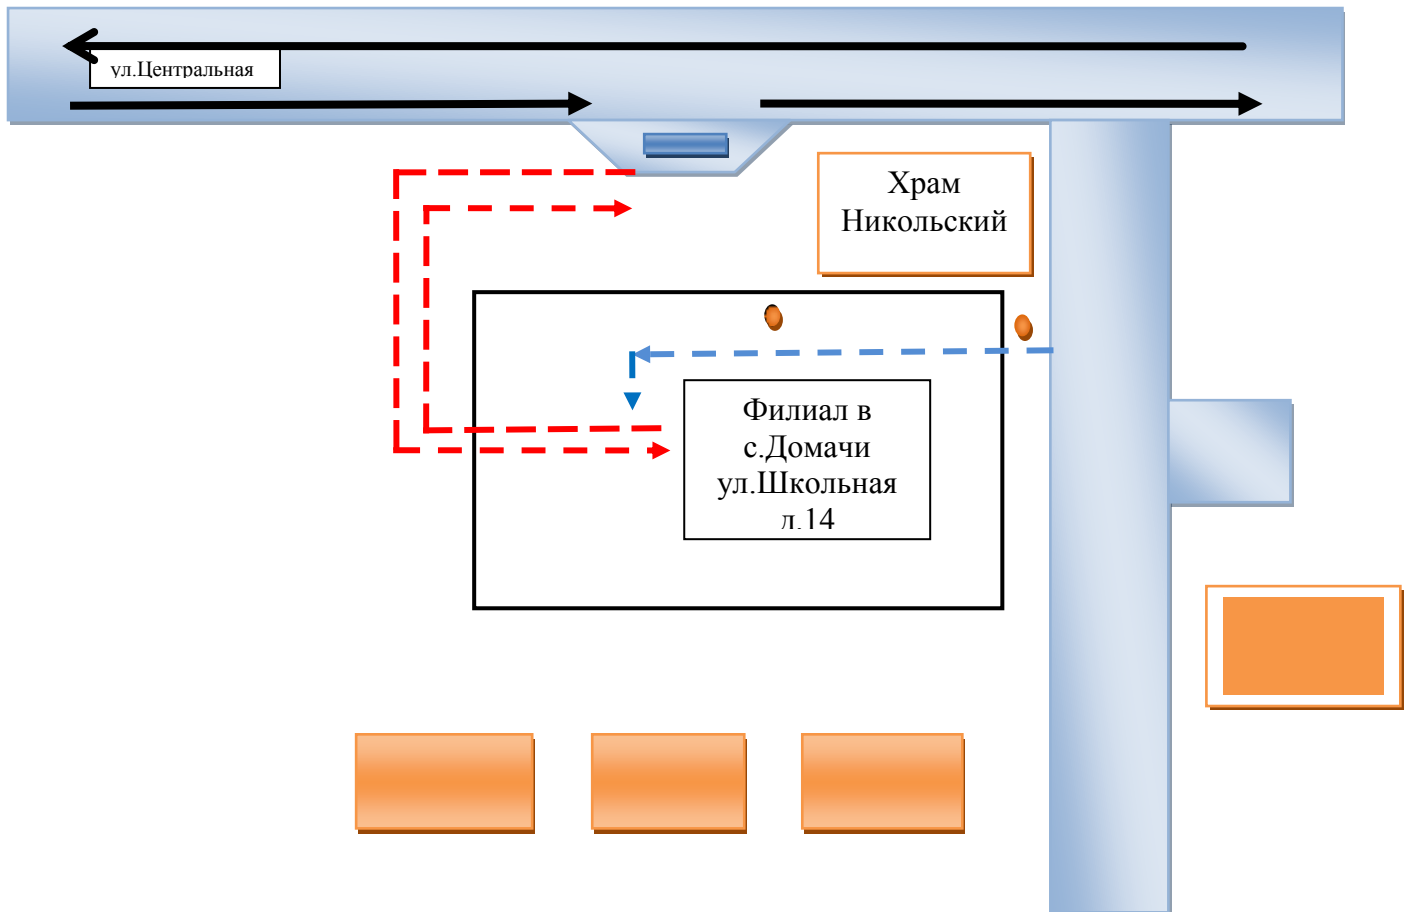 ул.Центральная
Храм
Никольский
Филиал в
с.Домачи
ул.Школьная
д.14